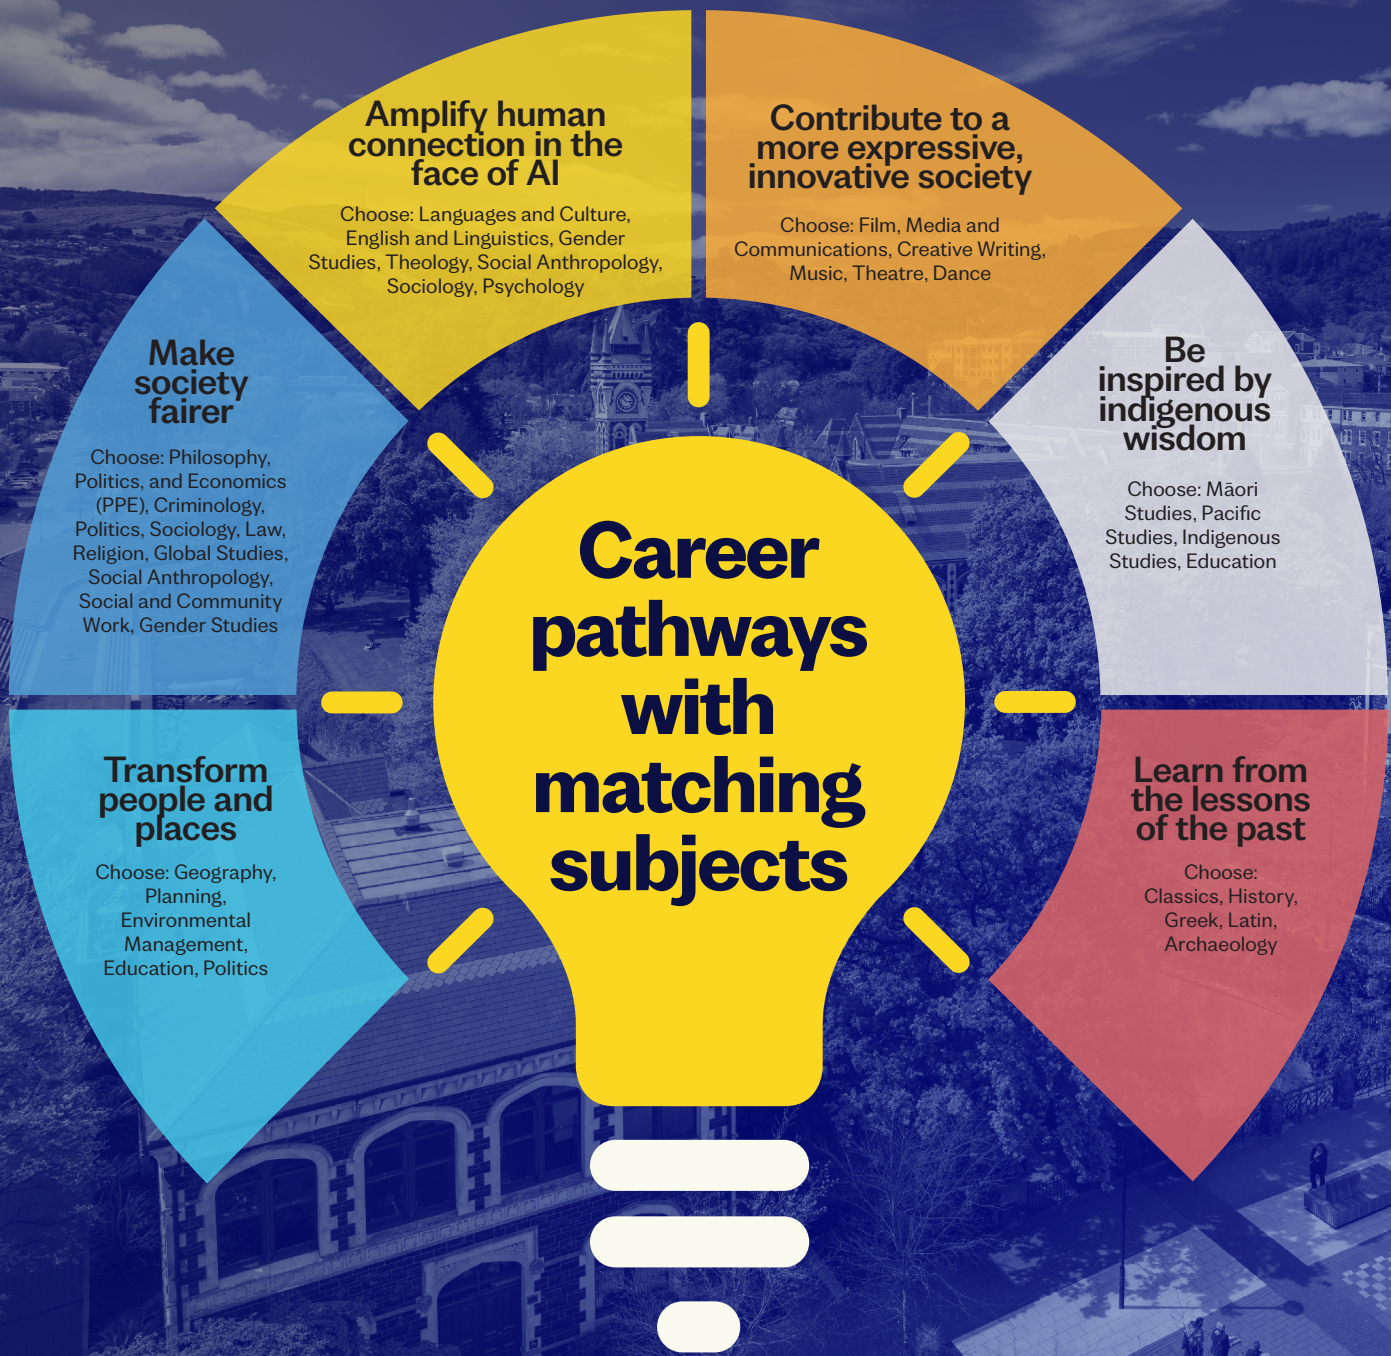 Career
pathways
with
matching
subjects
Transform
people and
places
Choose: Geography,
Planning,
Environmental
Management,
Education, Politics
Make
society
fairer
Choose: Philosophy,
Politics, and Economics
(PPE), Criminology,
Politics, Sociology, Law,
Religion, Global Studies,
Social Anthropology,
Social and Community
Work, Gender Studies
Amplify human
connection in the
face of AI
Choose: Languages and Culture,
English and Linguistics, Gender
Studies, Theology, Social Anthropology,
Sociology, Psychology
Contribute to a
more expressive,
innovative society
Choose: Film, Media and
Communications, Creative Writing,
Music, Theatre, Dance
Be
inspired by
indigenous
wisdom
Choose: Māori
Studies, Pacific
Studies, Indigenous
Studies, Education
Learn from
the lessons
of the past
Choose:
Classics, History,
Greek, Latin,
Archaeology